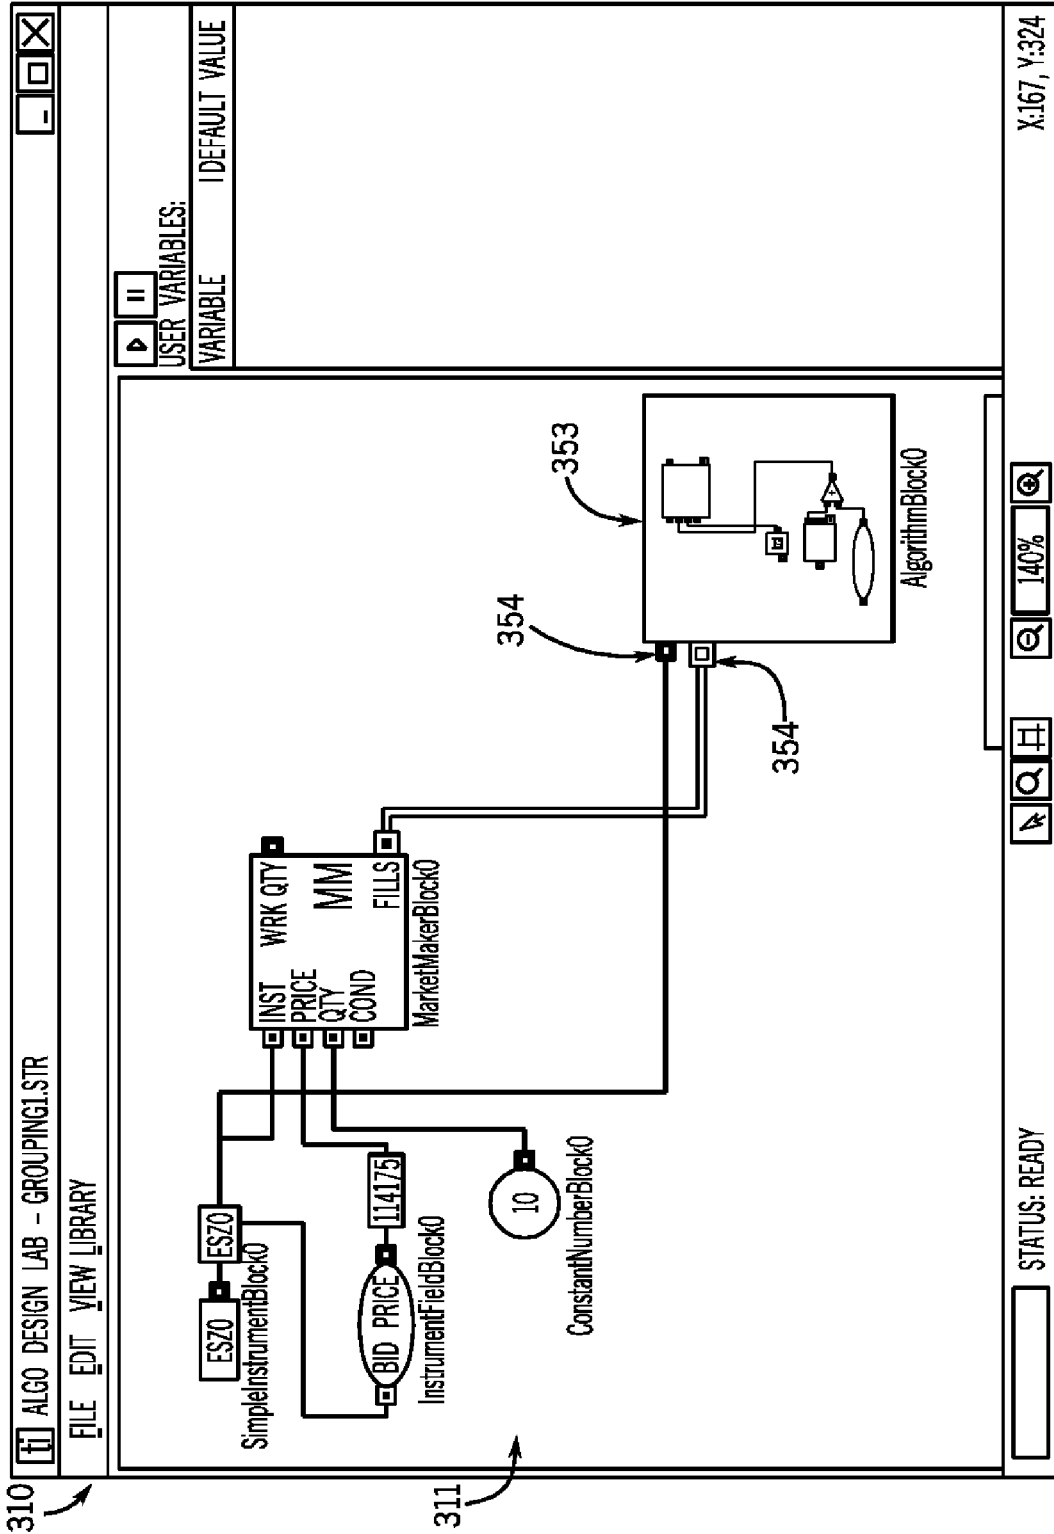 310
ti ALGO DESIGN LAB - GROUPING1.STR
FILE EDIT VIEW LIBRARY
USER VARIABLES:
VARIABLE | DEFAULT VALUE
311
ESZ0
ESZ0
SimpleInstrumentBlock0
BID PRICE
114175
InstrumentFieldBlock0
10
ConstantNumberBlock0
INST
WRK QTY
PRICE
QTY
MM
COND
FILLS
MarketMakerBlock0
354
353
354
+
AlgorithmBlock0
STATUS: READY
140%
X:167, Y:324